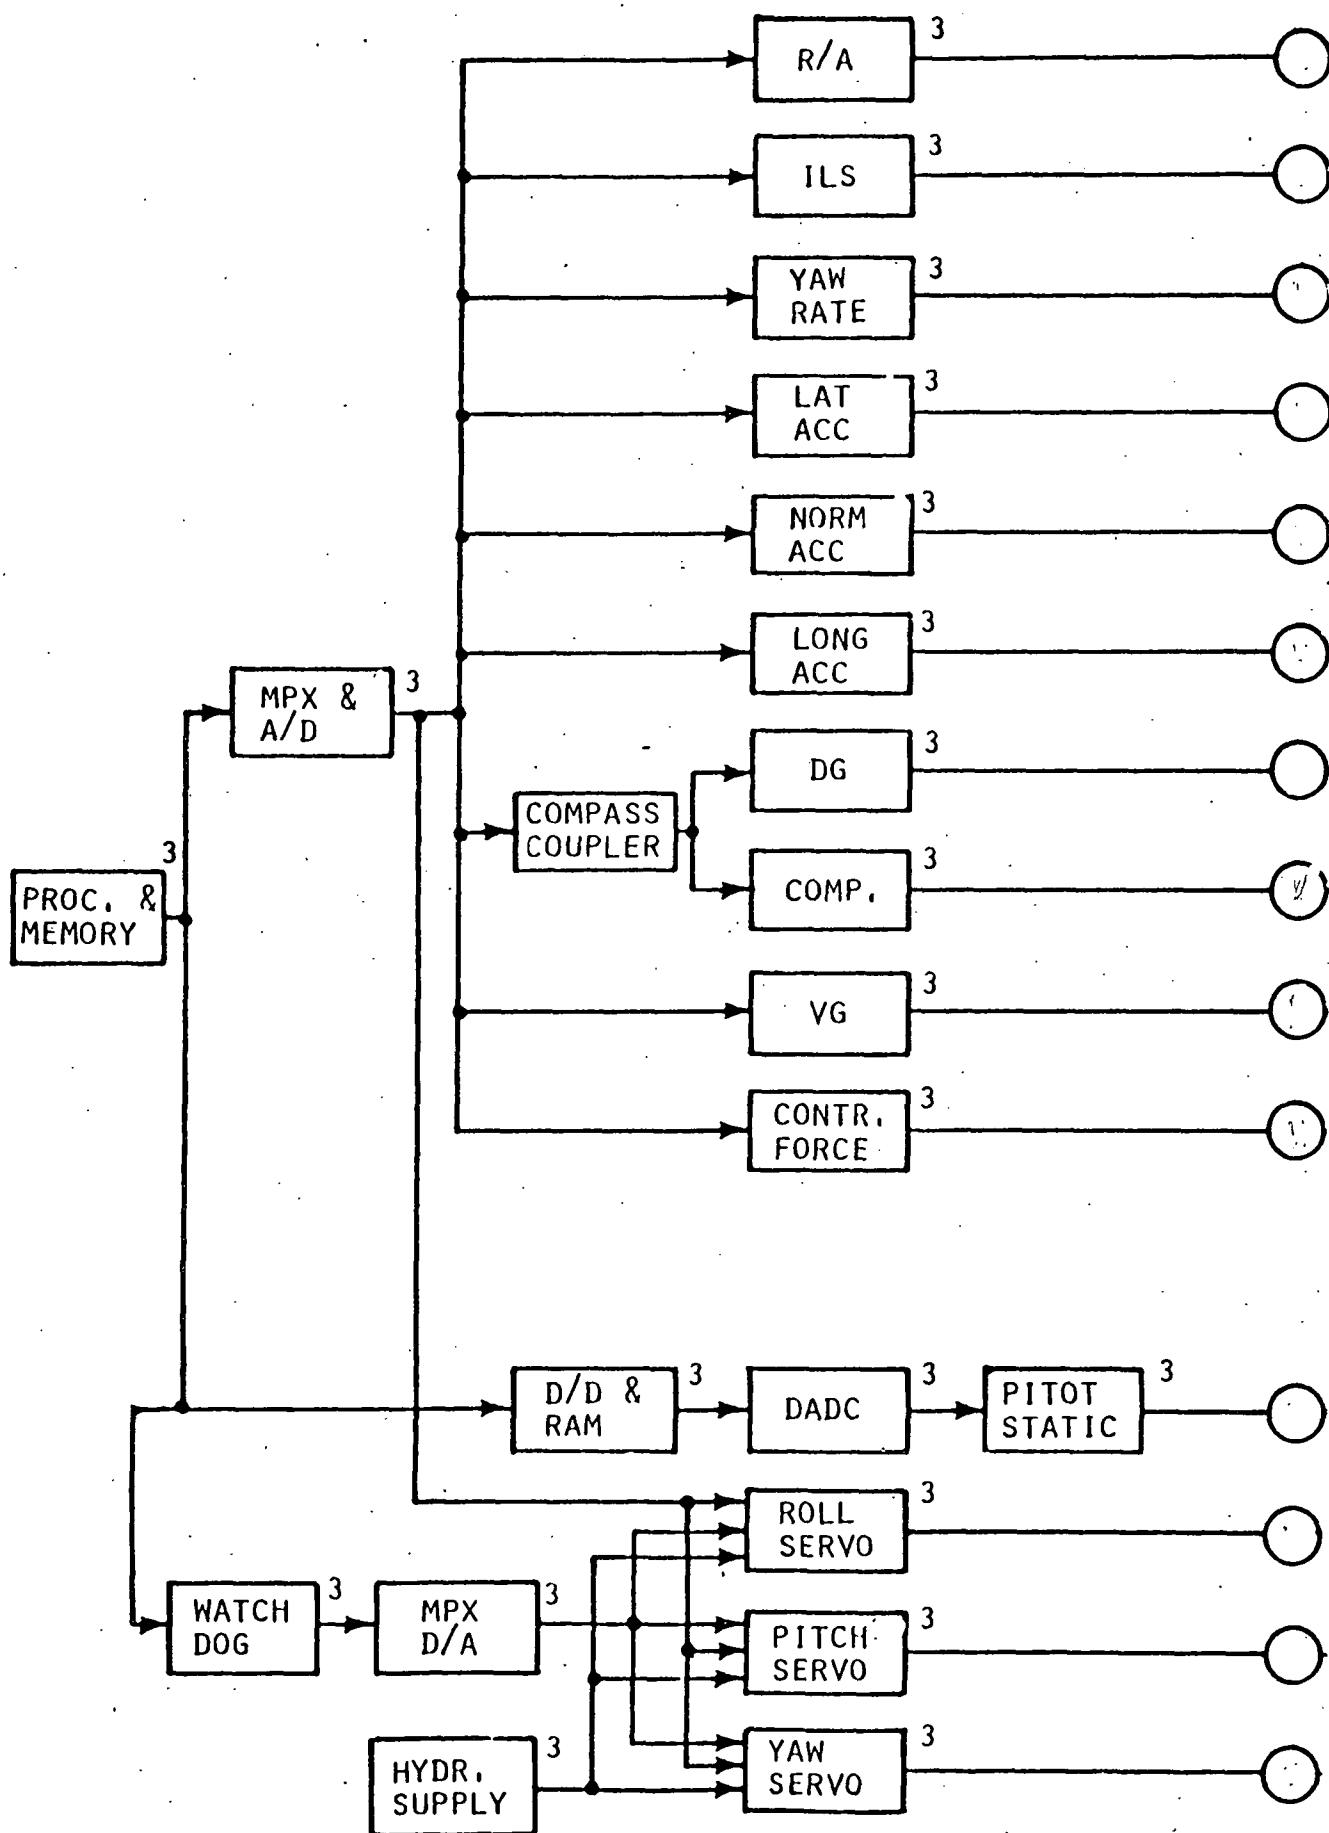 3
R/A
3
ILS
3
YAW
RATE
3
LAT
ACC
3
NORM
ACC
3
LONG
ACC
3
MPX &
A/D
3
DG
COMPASS
COUPLER
3
COMP.
3
PROC. &
MEMORY
3
VG
3
CONTR.
FORCE
3
D/D &
RAM
3
DADC
3
PITOT
STATIC
3
ROLL
SERVO
3
WATCH
DOG
3
MPX
D/A
3
PITCH
SERVO
3
HYDR.
SUPPLY
3
YAW
SERVO